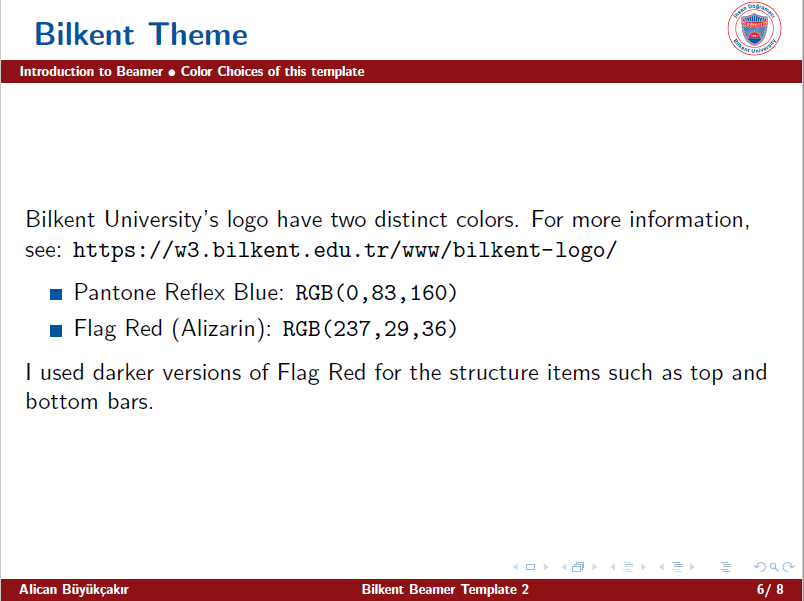 Bilkent Theme
İhsan Doğramacı
Bilkent University
Introduction to Beamer • Color Choices of this template
Bilkent University's logo have two distinct colors. For more information,
see: https://w3.bilkent.edu.tr/www/bilkent-logo/
Pantone Reflex Blue: RGB(0,83,160)
Flag Red (Alizarin): RGB(237,29,36)
I used darker versions of Flag Red for the structure items such as top and
bottom bars.
Alican Büyükçakır
Bilkent Beamer Template 2
6/ 8